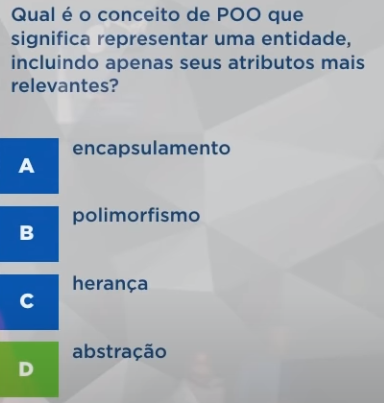 Qual é o conceito de POO que
significa representar uma entidade,
incluindo apenas seus atributos mais
relevantes?
A encapsulamento
B polimorfismo
C herança
D abstração